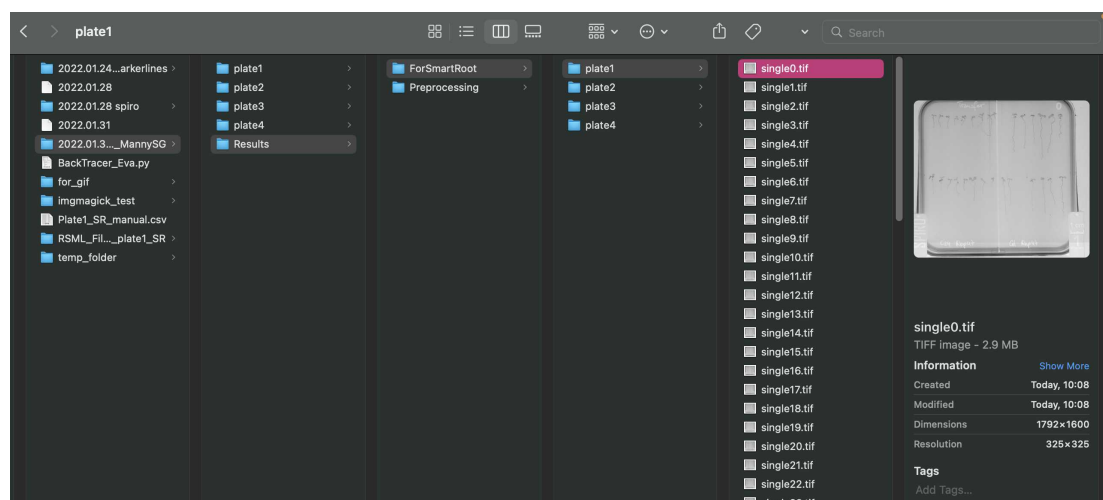 plate1
Search
2022.01.24...arkerlines
2022.01.28
2022.01.28 spiro
2022.01.31
2022.01.3..._MannySG
BackTracer_Eva.py
for_gif
imgmagick_test
Plate1_SR_manual.csv
RSML_Fil..._plate1_SR
temp_folder
plate1
plate2
plate3
plate4
Results
ForSmartRoot
Preprocessing
plate1
plate2
plate3
plate4
single0.tif
single1.tif
single2.tif
single3.tif
single4.tif
single5.tif
single6.tif
single7.tif
single8.tif
single9.tif
single10.tif
single11.tif
single12.tif
single13.tif
single14.tif
single15.tif
single16.tif
single17.tif
single18.tif
single19.tif
single20.tif
single21.tif
single22.tif
single0.tif
TIFF image - 2.9 MB
Information Show More
Created Today, 10:08
Modified Today, 10:08
Dimensions 1792×1600
Resolution 325×325
Tags
Add Tags...